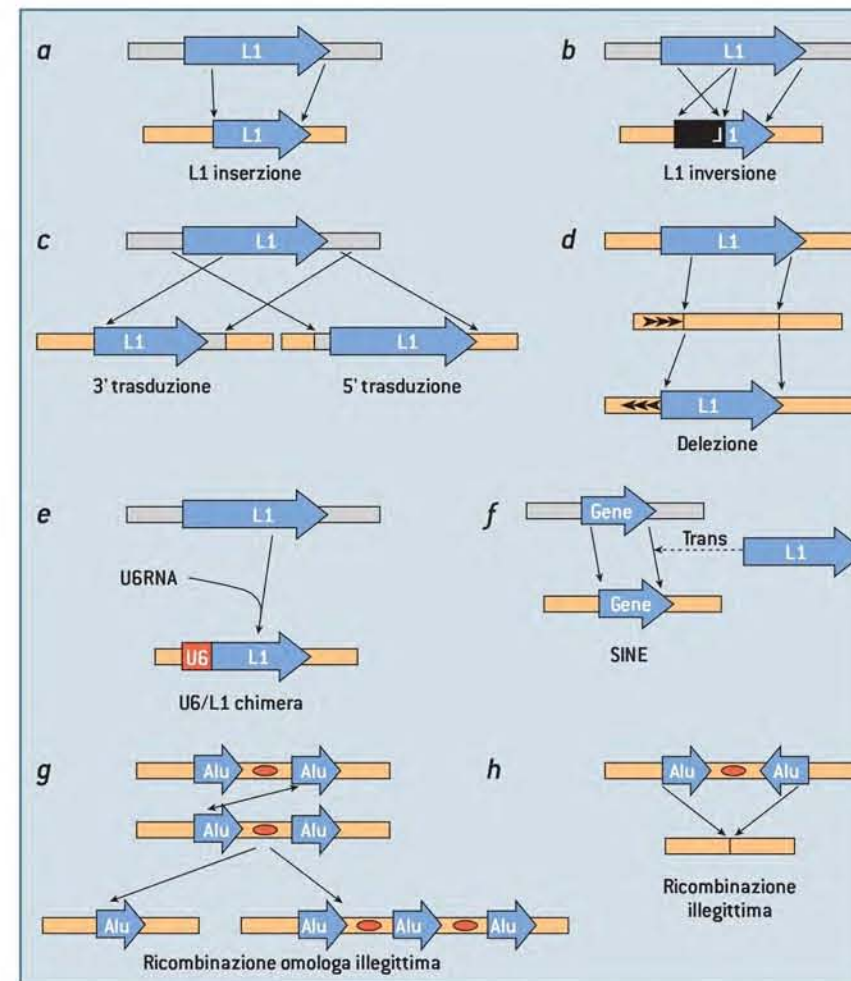 a
L1
L1
L1 inserzione
b
L1
L1
L1 inversione
c
L1
L1
L1
3' trasduzione
5' trasduzione
d
L1
L1
Delezione
e
L1
U6RNA
U6
L1
U6/L1 chimera
f
Gene
Trans
L1
Gene
SINE
g
Alu
Alu
Alu
Alu
Alu
Alu
Alu
Alu
Ricombinazione omologa illegittima
h
Alu
Alu
Ricombinazione
illegittima